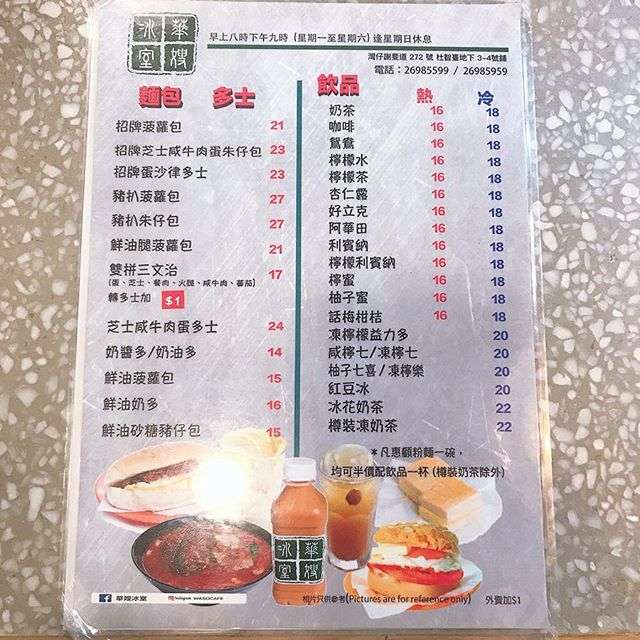 華嫂冰室
早上八時下午九時 (星期一至星期六) 逢星期日休息
灣仔謝斐道 272 號 杜智臺地下 3-4號舖
電話：26985599 / 26985959
麵包 多士
招牌菠蘿包 21
招牌芝士咸牛肉蛋朱仔包 23
招牌蛋沙律多士 23
豬扒菠蘿包 27
豬扒朱仔包 27
鮮油腿菠蘿包 21
雙拼三文治 17
(蛋、芝士、餐肉、火腿、咸牛肉、蕃茄)
轉多士加 $1
芝士咸牛肉蛋多士 24
奶醬多/奶油多 14
鮮油菠蘿包 15
鮮油奶多 16
鮮油砂糖豬仔包 15
飲品 熱 冷
奶茶 16 18
咖啡 16 18
鴛鴦 16 18
檸檬水 16 18
檸檬茶 16 18
杏仁露 16 18
好立克 16 18
阿華田 16 18
利賓納 16 18
檸檬利賓納 16 18
檸蜜 16 18
柚子蜜 16 18
話梅柑桔 16 18
凍檸檬益力多 20
咸檸七/凍檸七 20
柚子七喜/凍檸樂 20
紅豆冰 20
冰花奶茶 22
樽裝凍奶茶 22
*凡惠顧粉麵一碗，
均可半價配飲品一杯 (樽裝奶茶除外)
華嫂冰室
華嫂冰室
Instagram WASOCAFE
相片只供參考(Pictures are for reference only)
外賣加$1